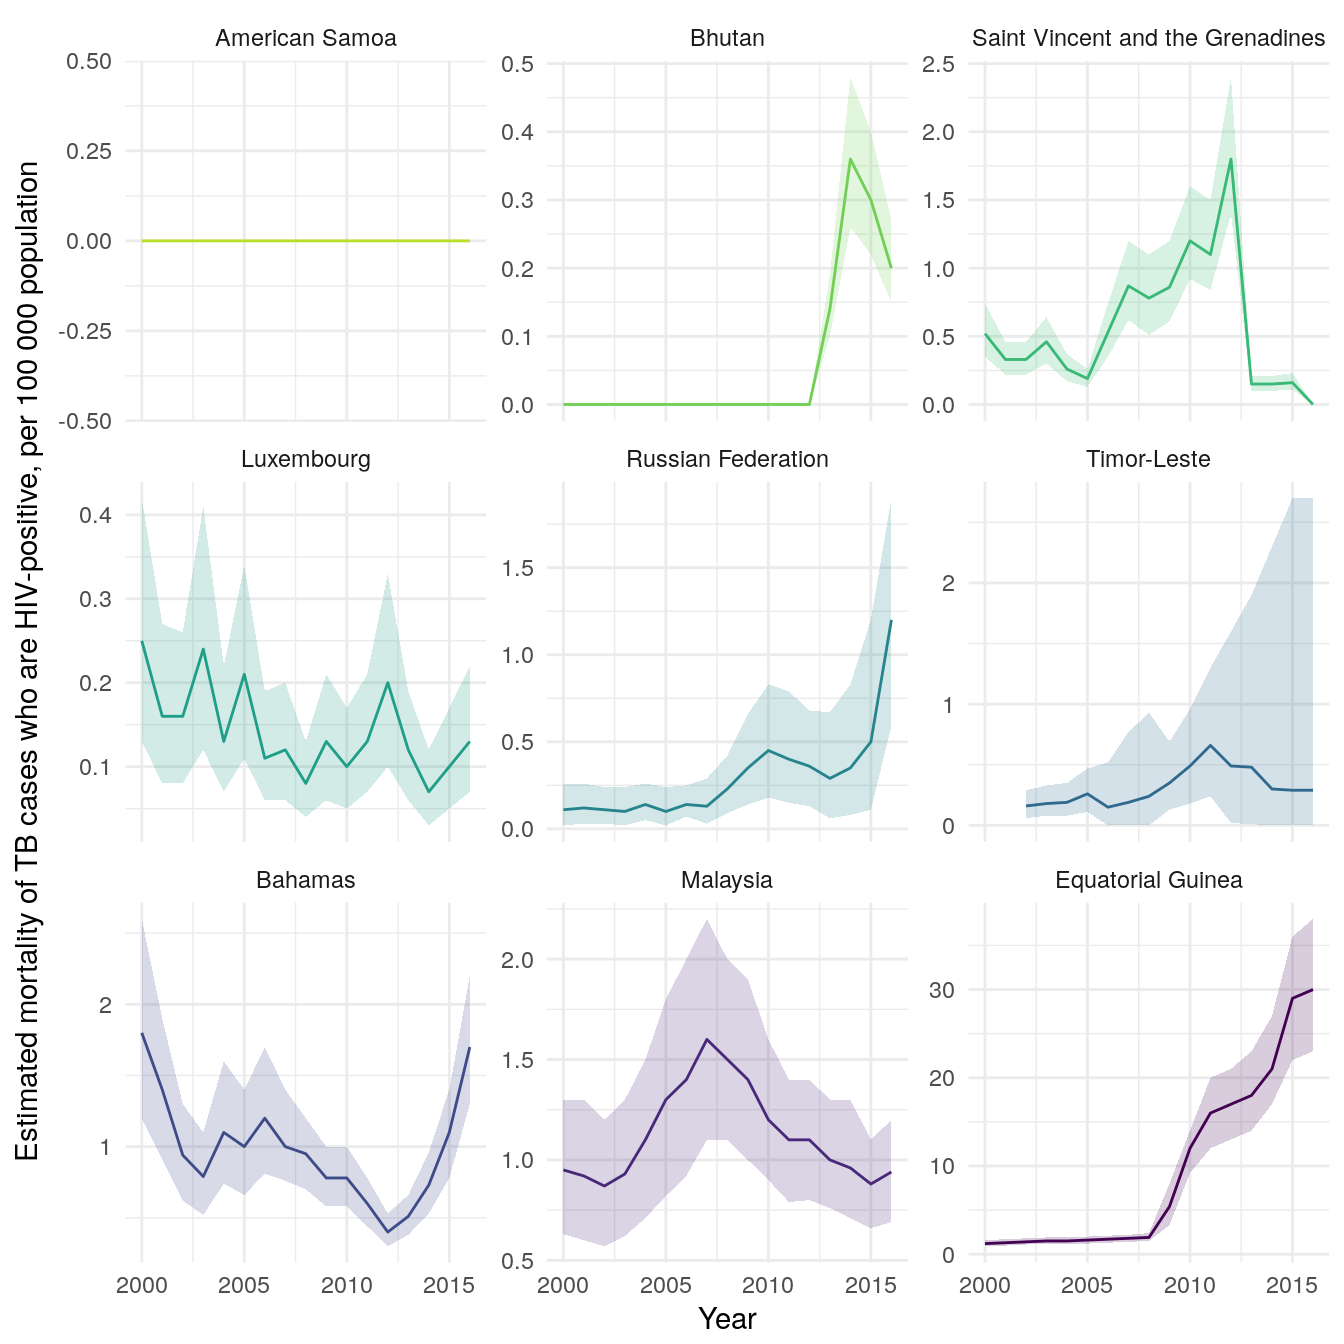 American Samoa
Bhutan
Saint Vincent and the Grenadines
0.50
0.25
0.00
-0.25
-0.50
0.5
0.4
0.3
0.2
0.1
0.0
2.5
2.0
1.5
1.0
0.5
0.0
Luxembourg
Russian Federation
Timor-Leste
0.4
0.3
0.2
0.1
1.5
1.0
0.5
0.0
2
1
0
Bahamas
Malaysia
Equatorial Guinea
2
1
2.0
1.5
1.0
0.5
30
20
10
0
2000 2005 2010 2015
2000 2005 2010 2015
2000 2005 2010 2015
Year
Estimated mortality of TB cases who are HIV-positive, per 100 000 population